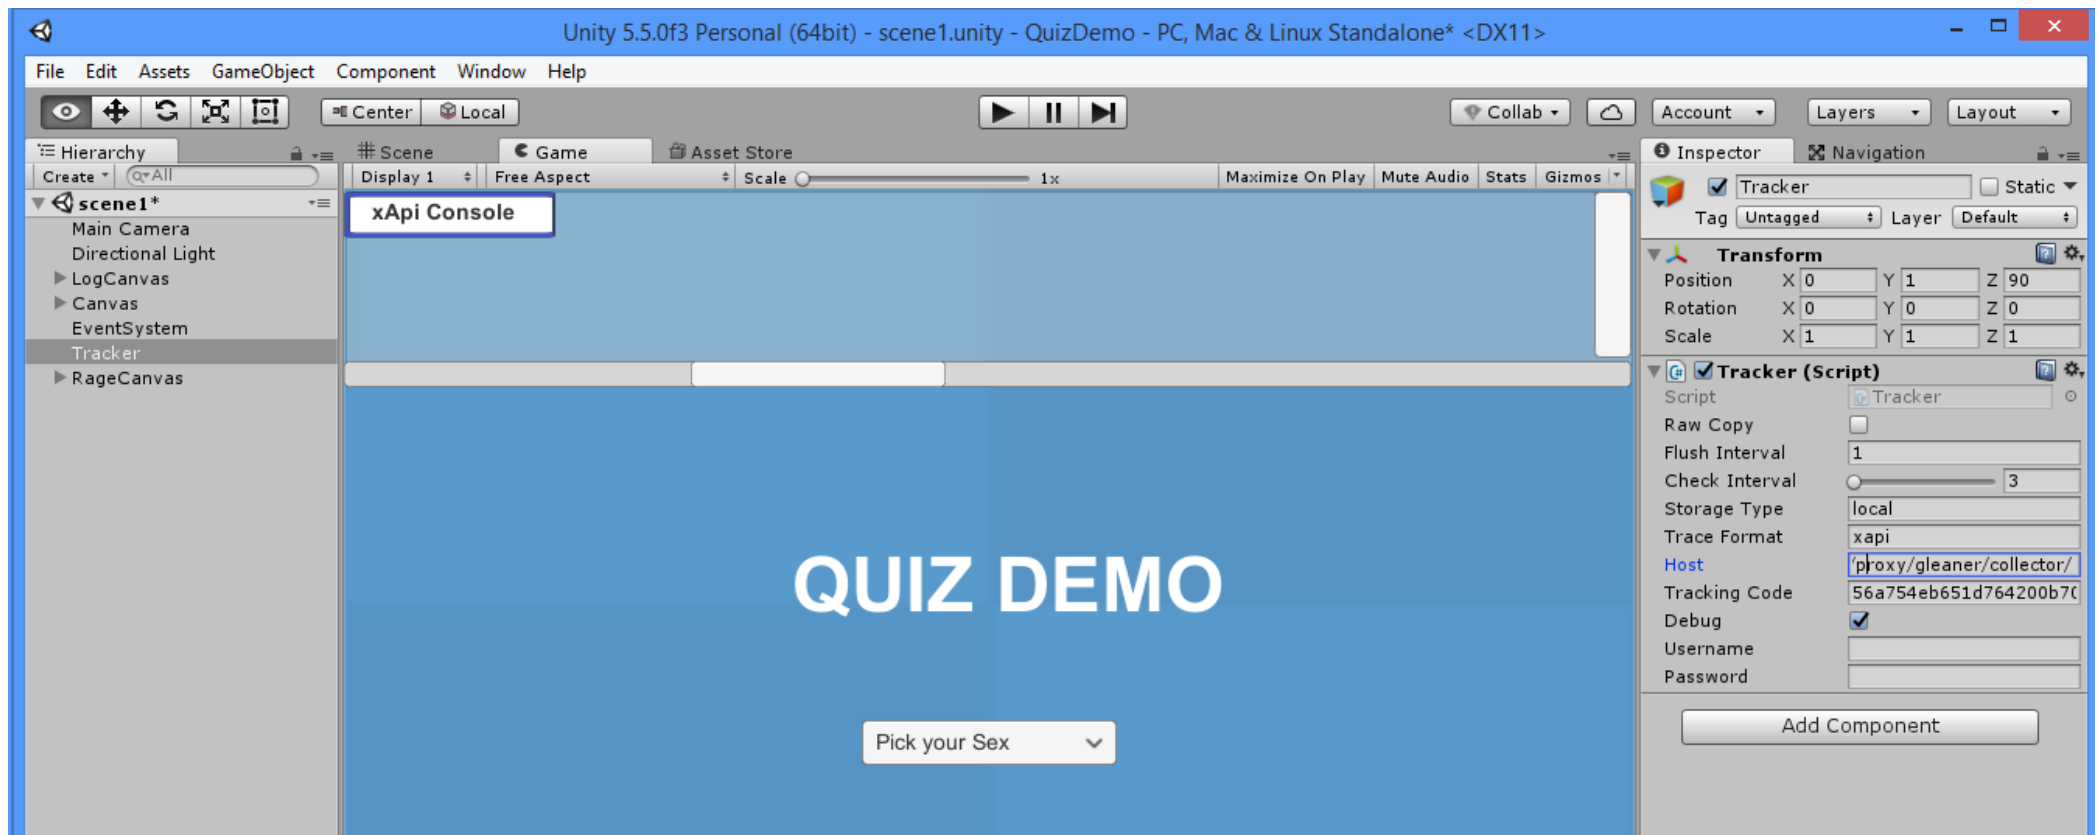 Unity 5.5.0f3 Personal (64bit) - scene1.unity - QuizDemo - PC, Mac & Linux Standalone* <DX11>
File Edit Assets GameObject Component Window Help
Center Local Collab Account Layers Layout
Hierarchy
Create All
scene1*
Main Camera
Directional Light
LogCanvas
Canvas
EventSystem
Tracker
RageCanvas
Scene Game Asset Store
Display 1 Free Aspect Scale 1x Maximize On Play Mute Audio Stats Gizmos
xApi Console
QUIZ DEMO
Pick your Sex
Inspector Navigation
Tracker Static
Tag Untagged Layer Default
Transform
Position X 0 Y 1 Z 90
Rotation X 0 Y 0 Z 0
Scale X 1 Y 1 Z 1
Tracker (Script)
Script Tracker
Raw Copy
Flush Interval 1
Check Interval 3
Storage Type local
Trace Format xapi
Host proxy/gleaner/collector/
Tracking Code 56a754eb651d764200b70
Debug
Username
Password
Add Component